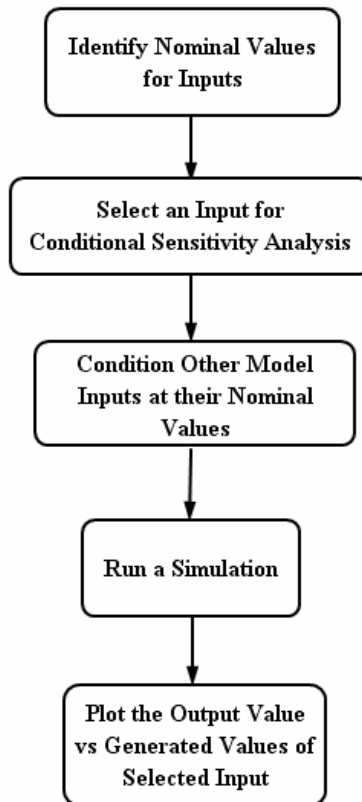 Identify Nominal Values
for Inputs
Select an Input for
Conditional Sensitivity Analysis
Condition Other Model
Inputs at their Nominal
Values
Run a Simulation
Plot the Output Value
vs Generated Values of
Selected Input